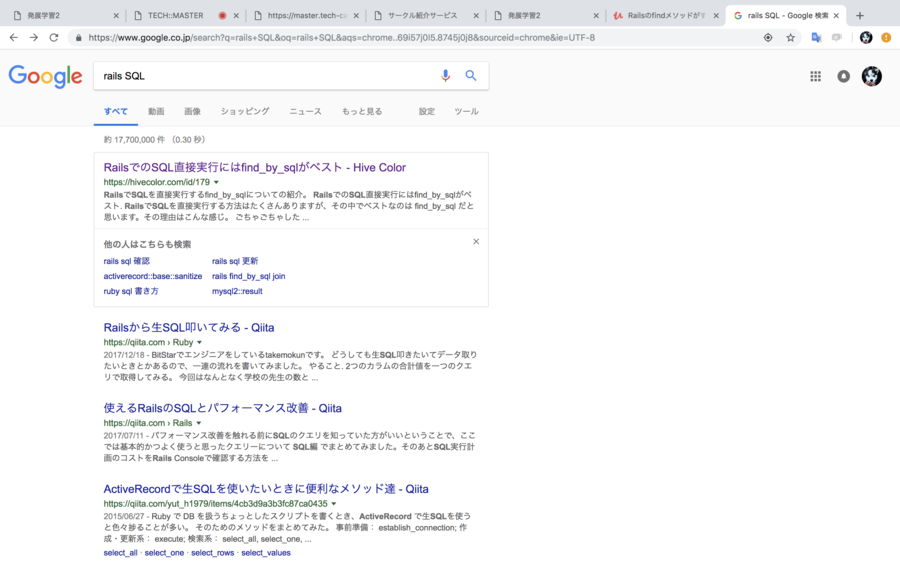 発展学習2
TECH::MASTER
https://master.tech-ca
サークル紹介サービス
発展学習2
Railsのfindメソッドが
rails SQL - Google 検索
https://www.google.co.jp/search?q=rails+SQL&oq=rails+SQL&aqs=chrome..69i57j0l5.8745j0j8&sourceid=chrome&ie=UTF-8
Google
rails SQL
すべて 動画 画像 ショッピング ニュース もっと見る 設定 ツール
約 17,700,000 件 （0.30 秒）
RailsでのSQL直接実行にはfind_by_sqlがベスト - Hive Color
https://hivecolor.com/id/179
RailsでSQLを直接実行するfind_by_sqlについての紹介。 RailsでのSQL直接実行にはfind_by_sqlがベ
スト. RailsでSQLを直接実行する方法はたくさんありますが、その中でベストなのは find_by_sql だと
思います。その理由はこんな感じ。 ごちゃごちゃした ...
他の人はこちらも検索
rails sql 確認 rails sql 更新
activerecord::base::sanitize rails find_by_sql join
ruby sql 書き方 mysql2::result
Railsから生SQL叩いてみる - Qiita
https://qiita.com › Ruby
2017/12/18 - BitStarでエンジニアをしているtakemokunです。 どうしても生SQL叩きたいてデータ取り
たいときとかあるので、一連の流れを書いてみました。 やること. 2つのカラムの合計値を一つのクエ
リで取得してみる。 今回はなんとなく学校の先生の数と ...
使えるRailsのSQLとパフォーマンス改善 - Qiita
https://qiita.com › Rails
2017/07/11 - パフォーマンス改善を触れる前にSQLのクエリを知っていた方がいいということで、ここ
では基本的かつよく使うと思ったクエリーについて SQL編 でまとめてみました。そのあとSQL実行計
画のコストをRails Consoleで確認する方法を ...
ActiveRecordで生SQLを使いたいときに便利なメソッド達 - Qiita
https://qiita.com/yut_h1979/items/4cb3d9a3b3fc87ca0435
2015/06/27 - Ruby で DB を扱うちょっとしたスクリプトを書くとき、ActiveRecord で生SQLを使う
と色々捗ることが多い。 そのためのメソッドをまとめてみた。 事前準備： establish_connection; 作
成・更新系： execute; 検索系： select_all, select_one, ...
select_all · select_one · select_rows · select_values